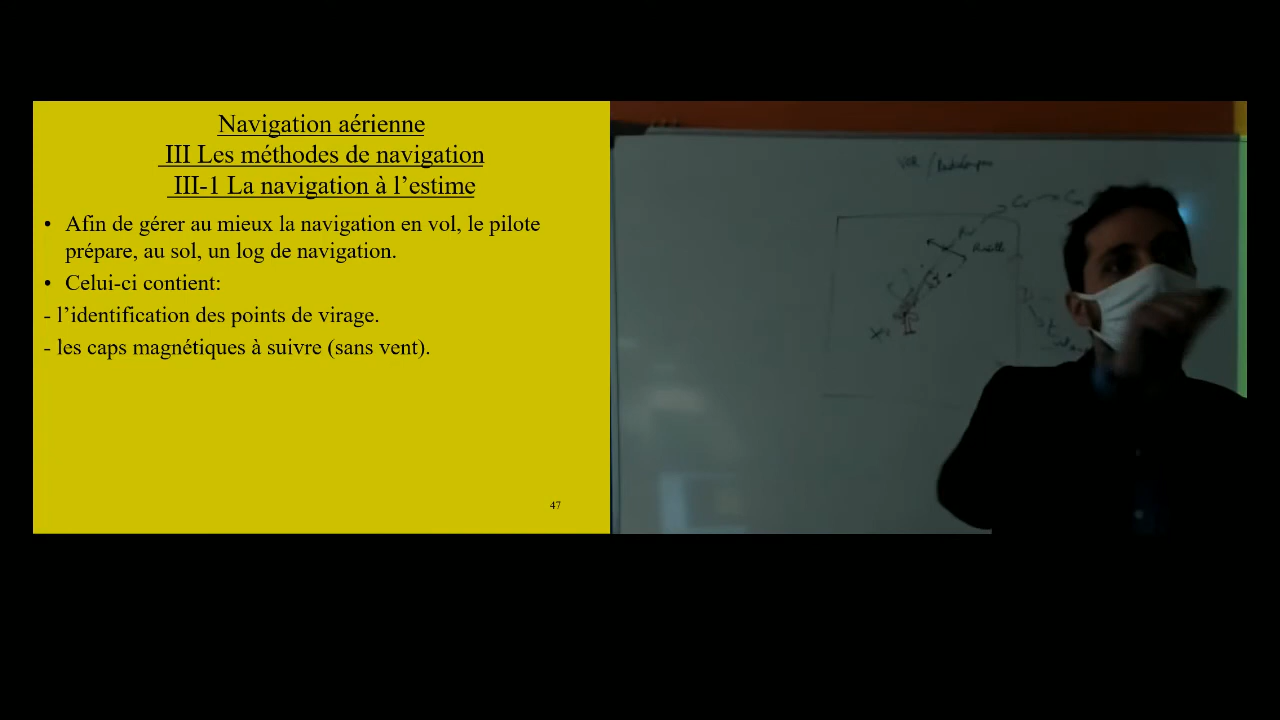 Navigation aérienne
III Les méthodes de navigation
III-1 La navigation à l’estime
• Afin de gérer au mieux la navigation en vol, le pilote
prépare, au sol, un log de navigation.
• Celui-ci contient:
- l’identification des points de virage.
- les caps magnétiques à suivre (sans vent).
47
VOR /